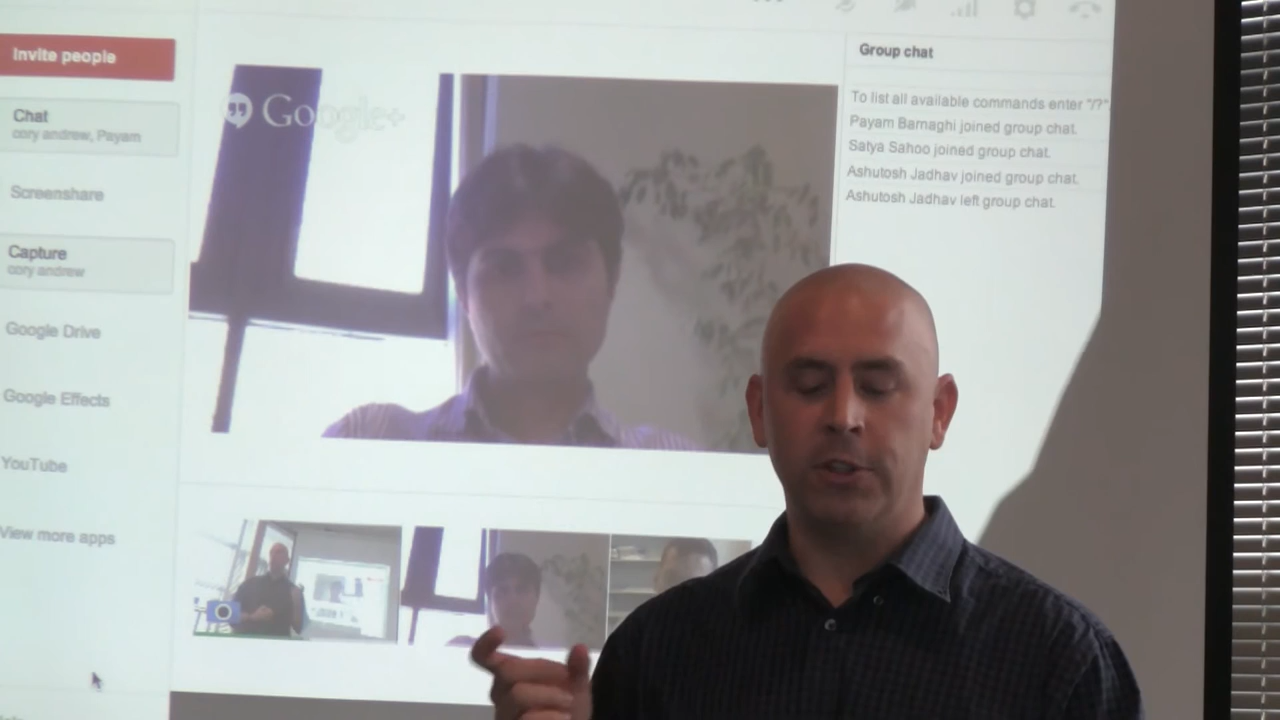 Invite people
Chat
cory andrew, Payam
Screenshare
Capture
cory andrew
Google Drive
Google Effects
YouTube
View more apps
Google+
Group chat
To list all available commands enter "/?"
Payam Barnaghi joined group chat.
Satya Sahoo joined group chat.
Ashutosh Jadhav joined group chat.
Ashutosh Jadhav left group chat.